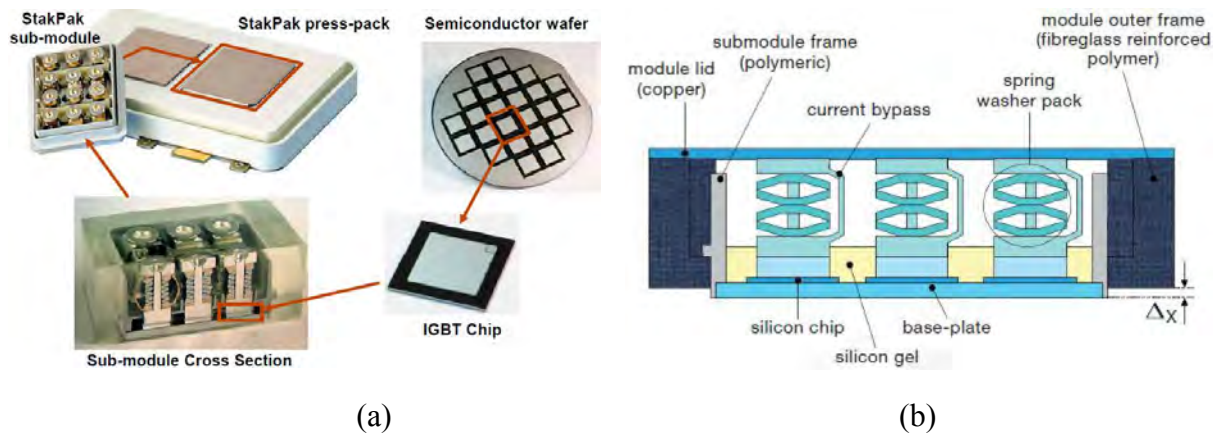 StakPak
sub-module
StakPak press-pack
Semiconductor wafer
IGBT Chip
Sub-module Cross Section
(a)
module lid
(copper)
submodule frame
(polymeric)
current bypass
spring
washer pack
module outer frame
(fibreglass reinforced
polymer)
silicon chip
silicon gel
base-plate
Δx
(b)